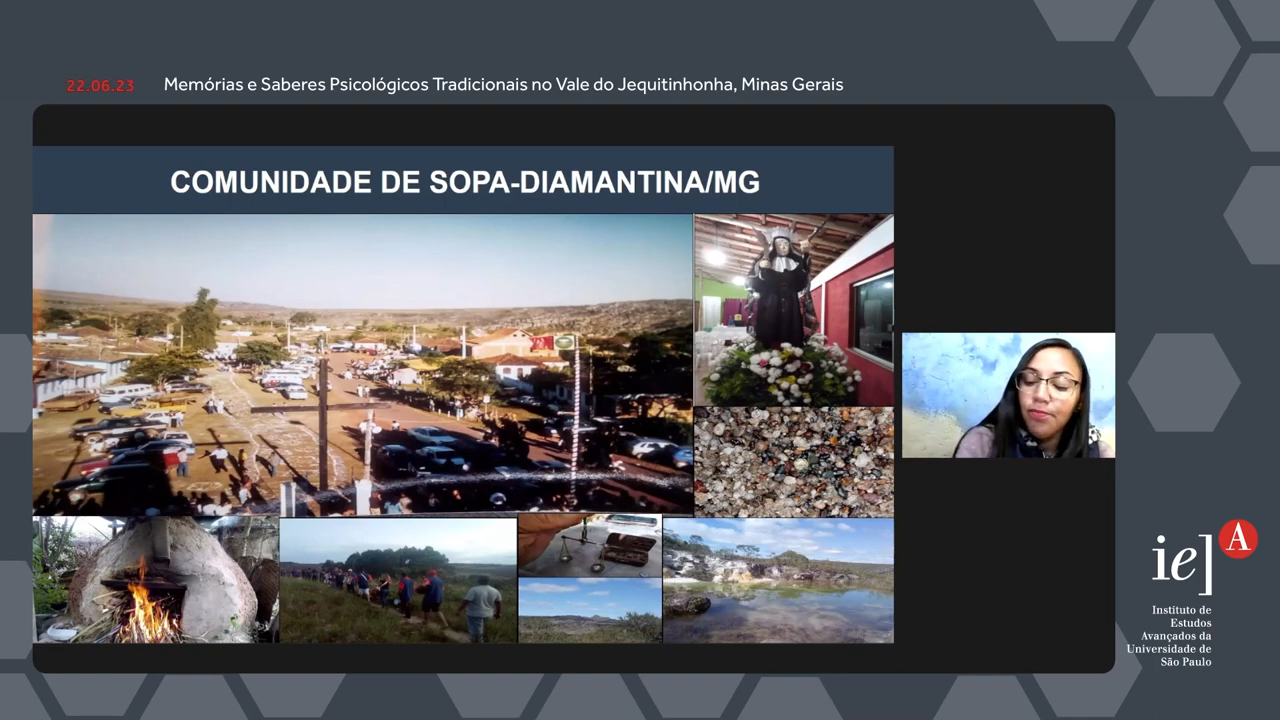 22.06.23 Memórias e Saberes Psicológicos Tradicionais no Vale do Jequitinhonha, Minas Gerais
COMUNIDADE DE SOPA-DIAMANTINA/MG
ie] A
Instituto de
Estudos
Avançados da
Universidade de
São Paulo